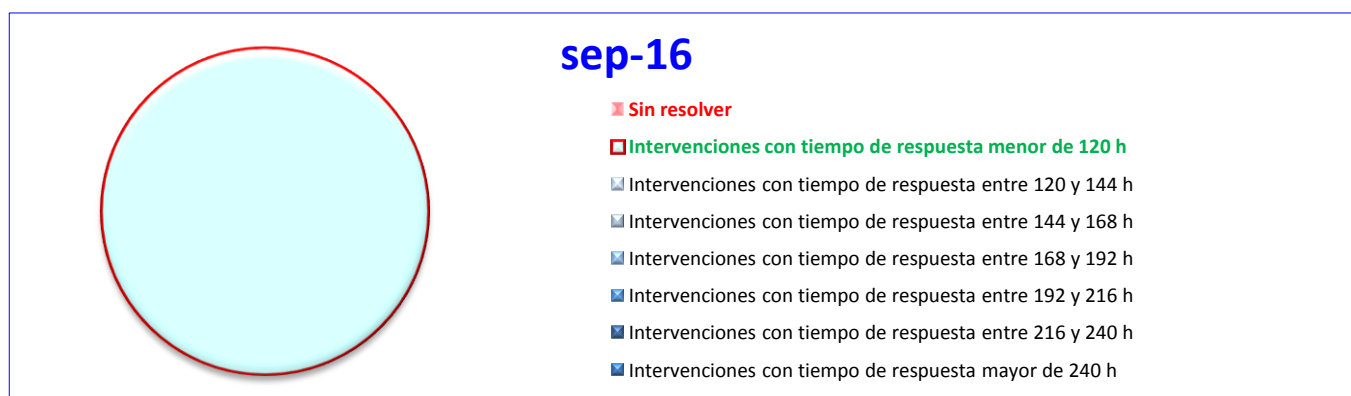 sep-16
Sin resolver
Intervenciones con tiempo de respuesta menor de 120 h
Intervenciones con tiempo de respuesta entre 120 y 144 h
Intervenciones con tiempo de respuesta entre 144 y 168 h
Intervenciones con tiempo de respuesta entre 168 y 192 h
Intervenciones con tiempo de respuesta entre 192 y 216 h
Intervenciones con tiempo de respuesta entre 216 y 240 h
Intervenciones con tiempo de respuesta mayor de 240 h